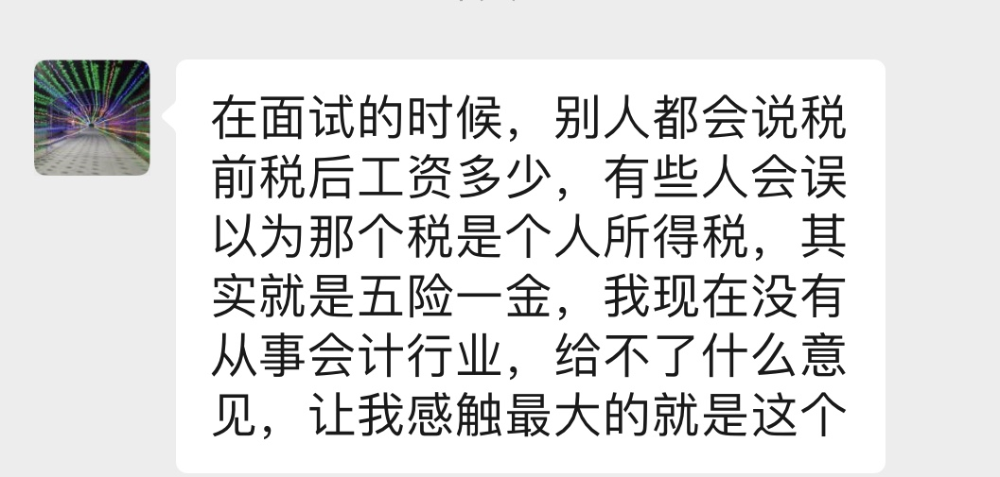 在面试的时候，别人都会说税
前税后工资多少，有些人会误
以为那个税是个人所得税，其
实就是五险一金，我现在没有
从事会计行业，给不了什么意
见，让我感触最大的就是这个